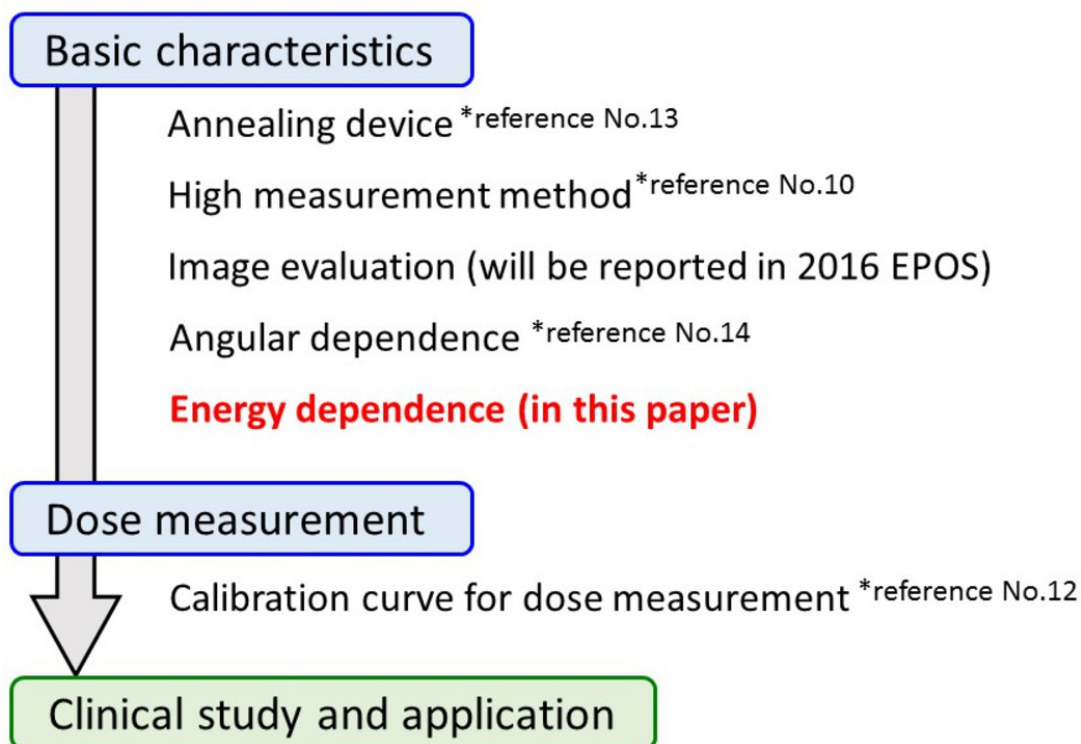 Basic characteristics
Annealing device *reference No.13
High measurement method*reference No.10
Image evaluation (will be reported in 2016 EPOS)
Angular dependence *reference No.14
Energy dependence (in this paper)
Dose measurement
Calibration curve for dose measurement *reference No.12
Clinical study and application